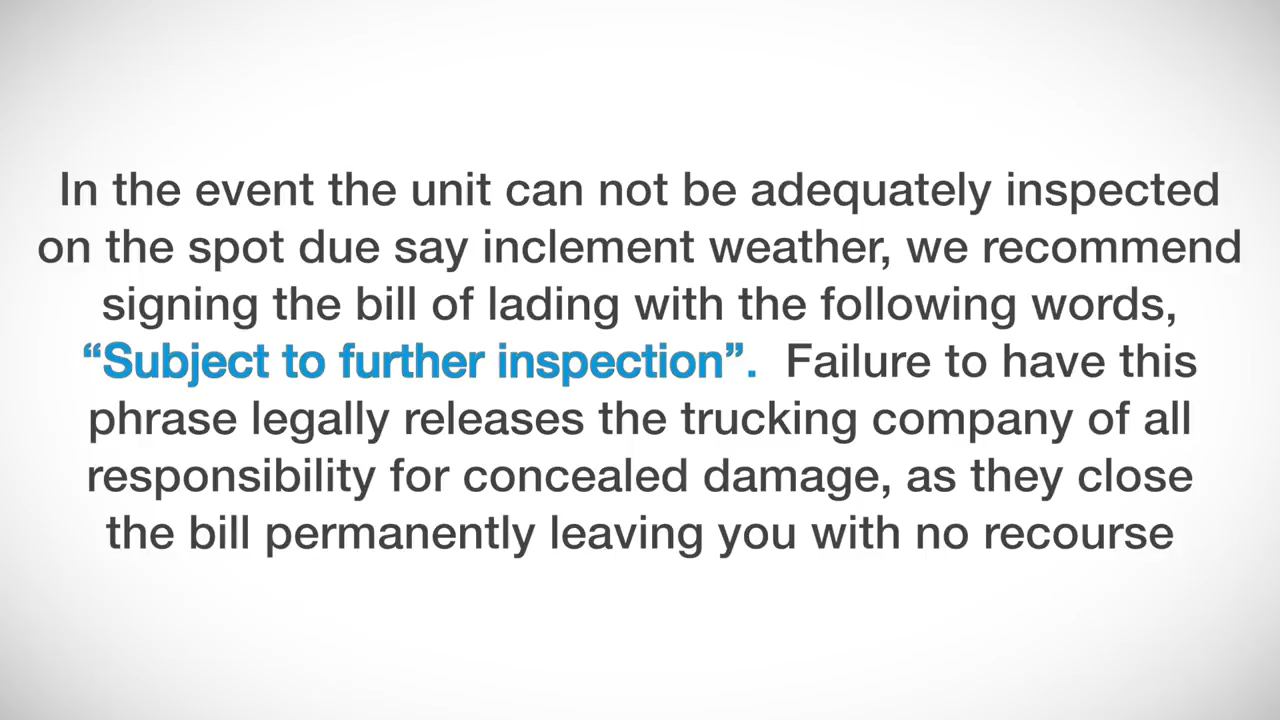 In the event the unit can not be adequately inspected
on the spot due say inclement weather, we recommend
signing the bill of lading with the following words,
“Subject to further inspection”. Failure to have this
phrase legally releases the trucking company of all
responsibility for concealed damage, as they close
the bill permanently leaving you with no recourse